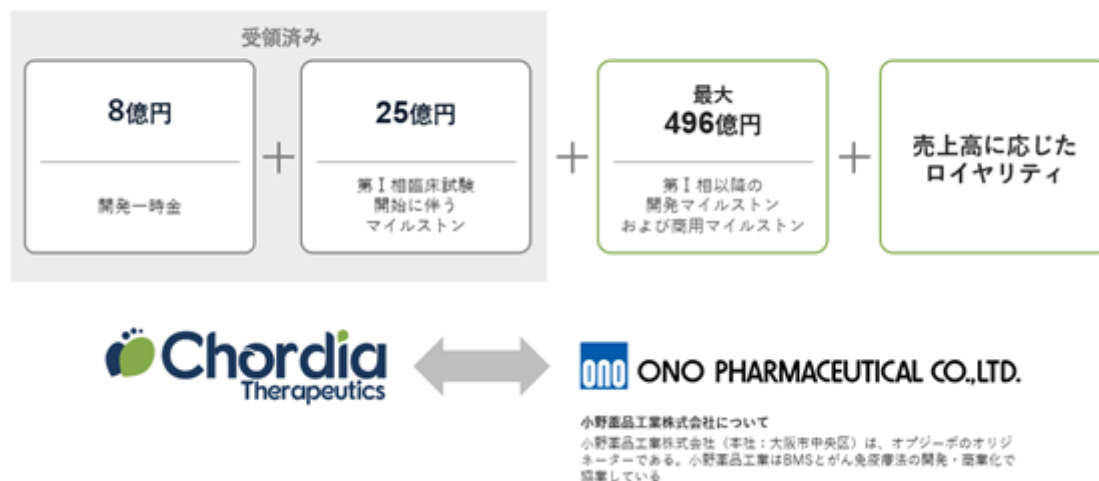 受領済み
8億円
開発一時金
+
25億円
第Ⅰ相臨床試験
開始に伴う
マイルストン
+
最大
496億円
第Ⅰ相以降の
開発マイルストン
および商用マイルストン
+
売上高に応じた
ロイヤリティ
Chordia
Therapeutics
ono ONO PHARMACEUTICAL CO.,LTD.
小野薬品工業株式会社について
小野薬品工業株式会社（本社：大阪市中央区）は、オプジーボのオリジ
ネーターである。小野薬品工業はBMSとがん免疫療法の開発・商業化で
協業している